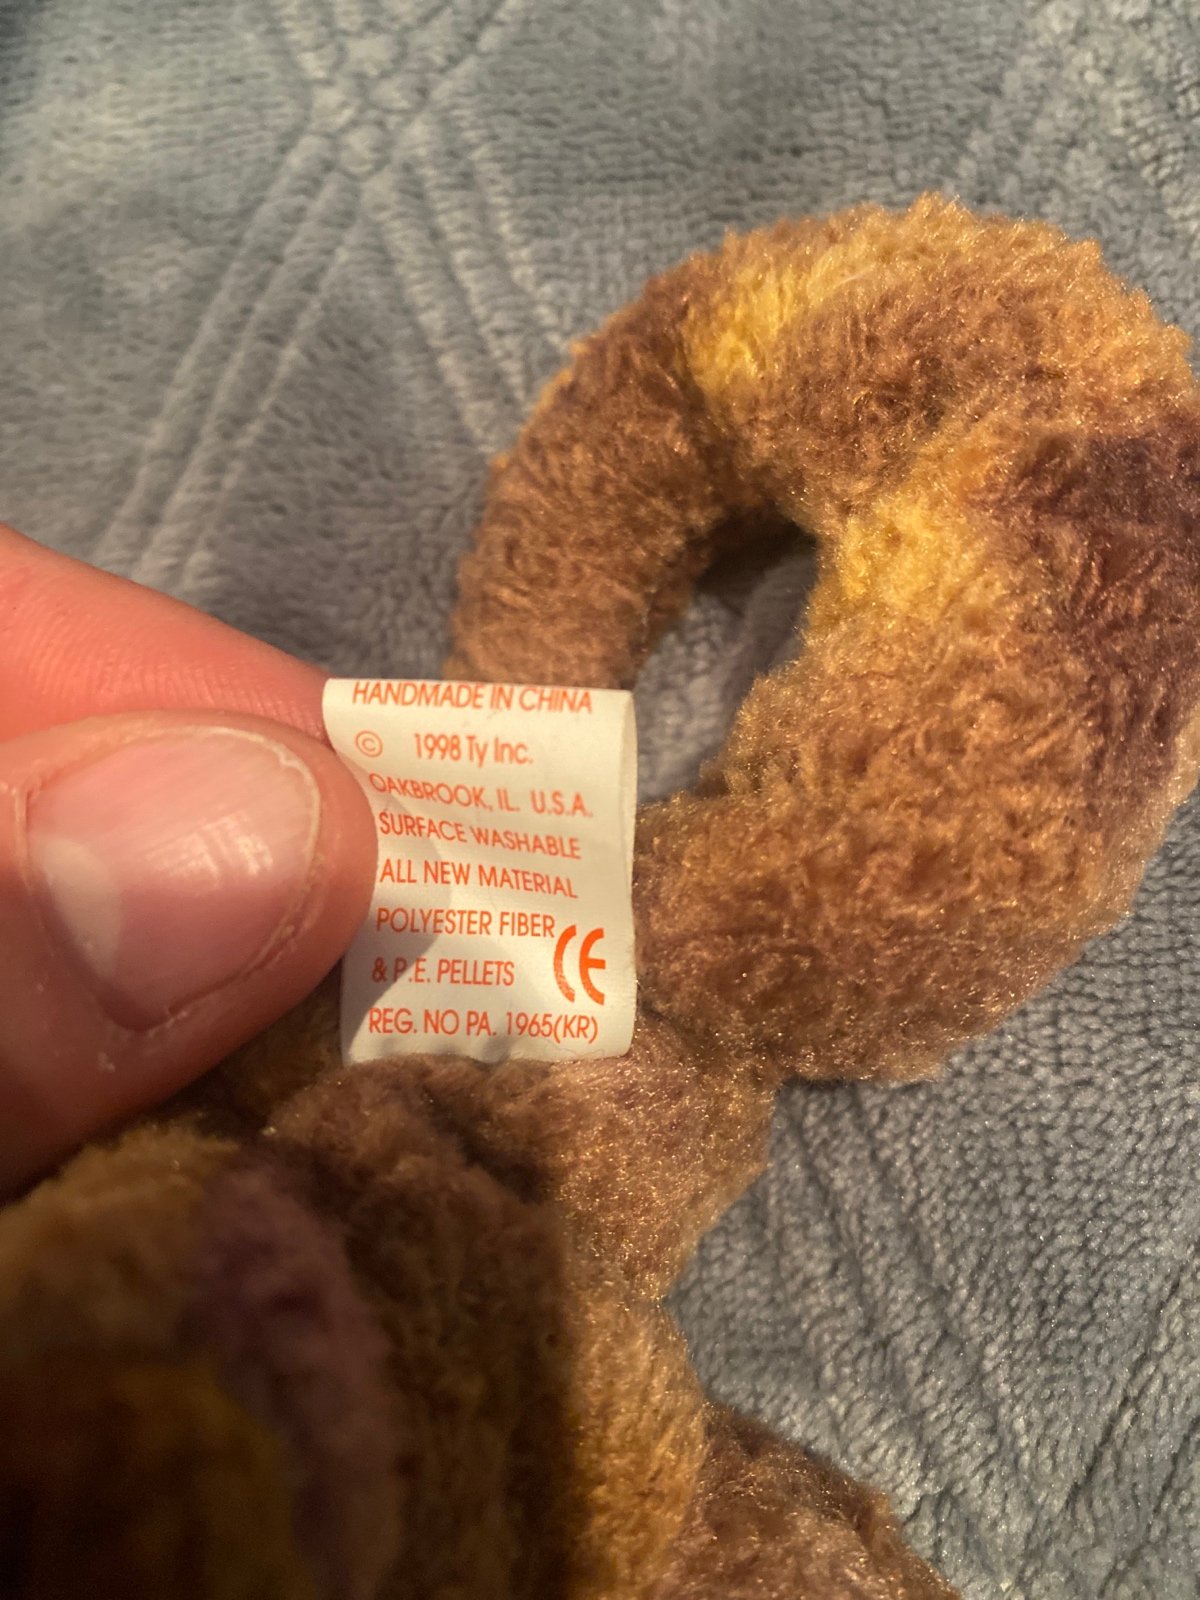 HANDMADE IN CHINA
© 1998 Ty Inc.
OAKBROOK, IL. U.S.A.
SURFACE WASHABLE
ALL NEW MATERIAL
POLYESTER FIBER
& P.E. PELLETS CE
REG. NO PA. 1965(KR)